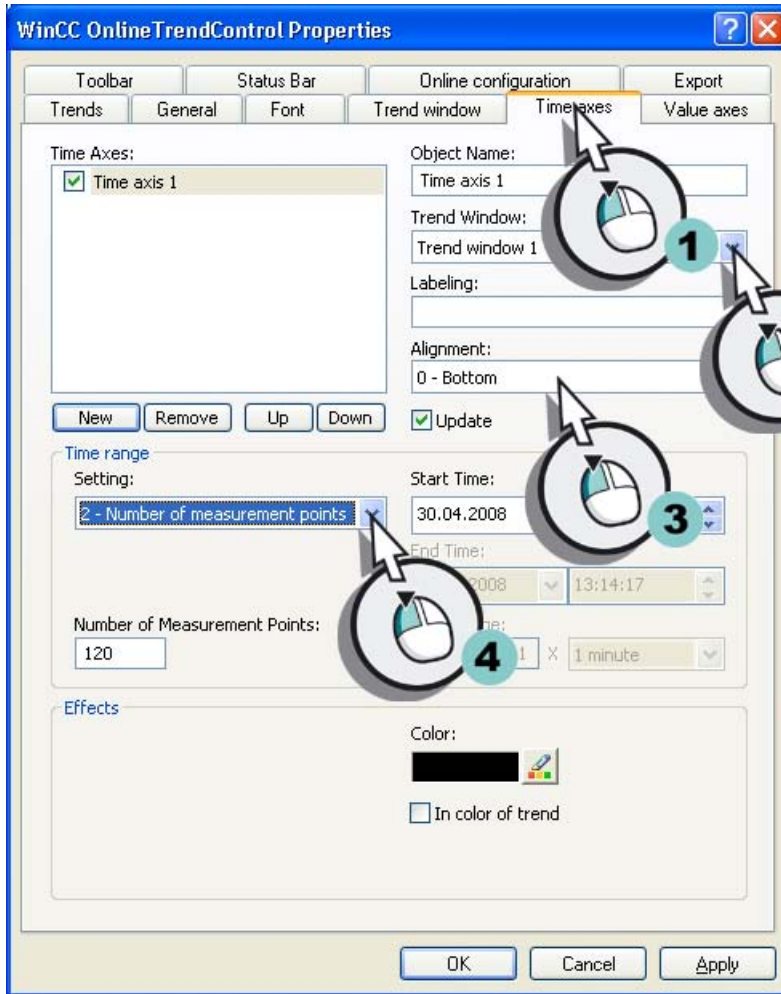 WinCC OnlineTrendControl Properties
Toolbar Status Bar Online configuration Export
Trends General Font Trend window Time axes Value axes
Time Axes:
Time axis 1
Object Name:
Time axis 1
Trend Window:
Trend window 1
1
Labeling:
Alignment:
0 - Bottom
New Remove Up Down
Update
Time range
Setting:
2 - Number of measurement points
Start Time:
30.04.2008
3
End Time:
2008 13:14:17
Number of Measurement Points:
120
4
1 X 1 minute
Effects
Color:
In color of trend
OK Cancel Apply